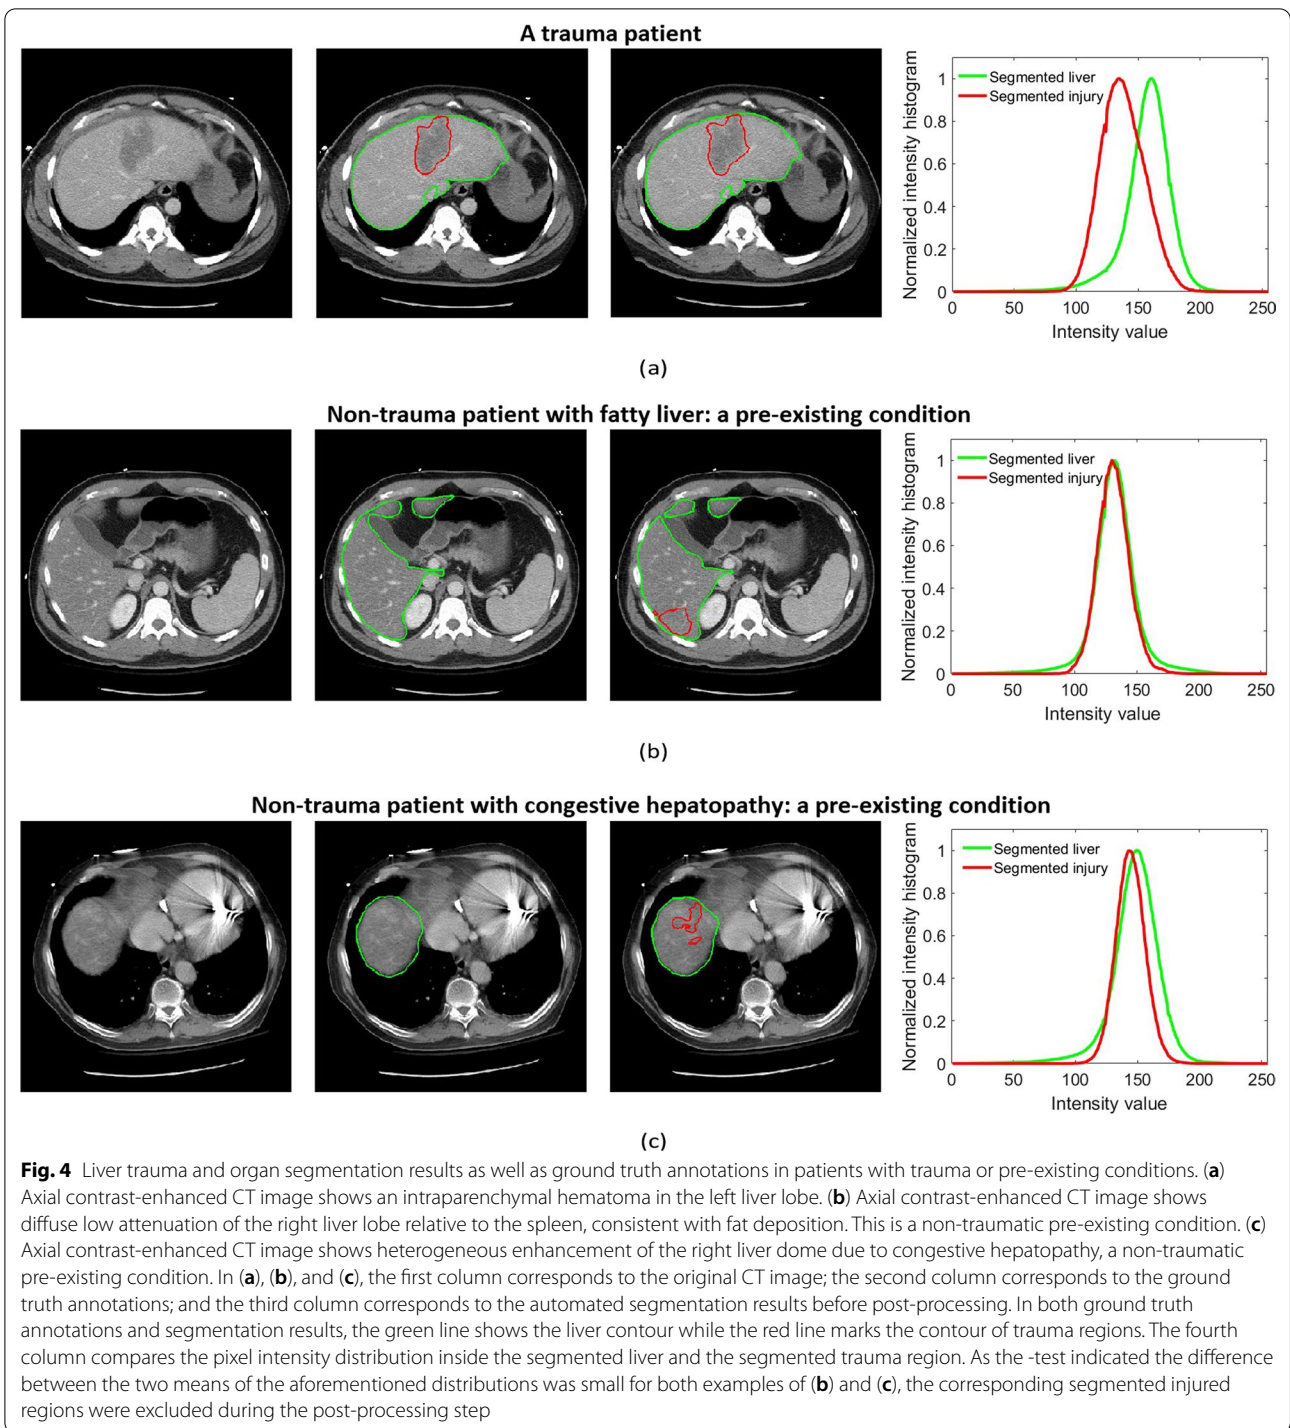 A trauma patient
Normalized intensity histogram
1
0.8
0.6
0.4
0.2
0
Segmented liver
Segmented injury
0 50 100 150 200 250
Intensity value
(a)
Non-trauma patient with fatty liver: a pre-existing condition
Normalized intensity histogram
1
0.8
0.6
0.4
0.2
0
Segmented liver
Segmented injury
0 50 100 150 200 250
Intensity value
(b)
Non-trauma patient with congestive hepatopathy: a pre-existing condition
Normalized intensity histogram
1
0.8
0.6
0.4
0.2
0
Segmented liver
Segmented injury
0 50 100 150 200 250
Intensity value
(c)
Fig. 4 Liver trauma and organ segmentation results as well as ground truth annotations in patients with trauma or pre-existing conditions. (a)
Axial contrast-enhanced CT image shows an intraparenchymal hematoma in the left liver lobe. (b) Axial contrast-enhanced CT image shows
diffuse low attenuation of the right liver lobe relative to the spleen, consistent with fat deposition. This is a non-traumatic pre-existing condition. (c)
Axial contrast-enhanced CT image shows heterogeneous enhancement of the right liver dome due to congestive hepatopathy, a non-traumatic
pre-existing condition. In (a), (b), and (c), the first column corresponds to the original CT image; the second column corresponds to the ground
truth annotations; and the third column corresponds to the automated segmentation results before post-processing. In both ground truth
annotations and segmentation results, the green line shows the liver contour while the red line marks the contour of trauma regions. The fourth
column compares the pixel intensity distribution inside the segmented liver and the segmented trauma region. As the -test indicated the difference
between the two means of the aforementioned distributions was small for both examples of (b) and (c), the corresponding segmented injured
regions were excluded during the post-processing step